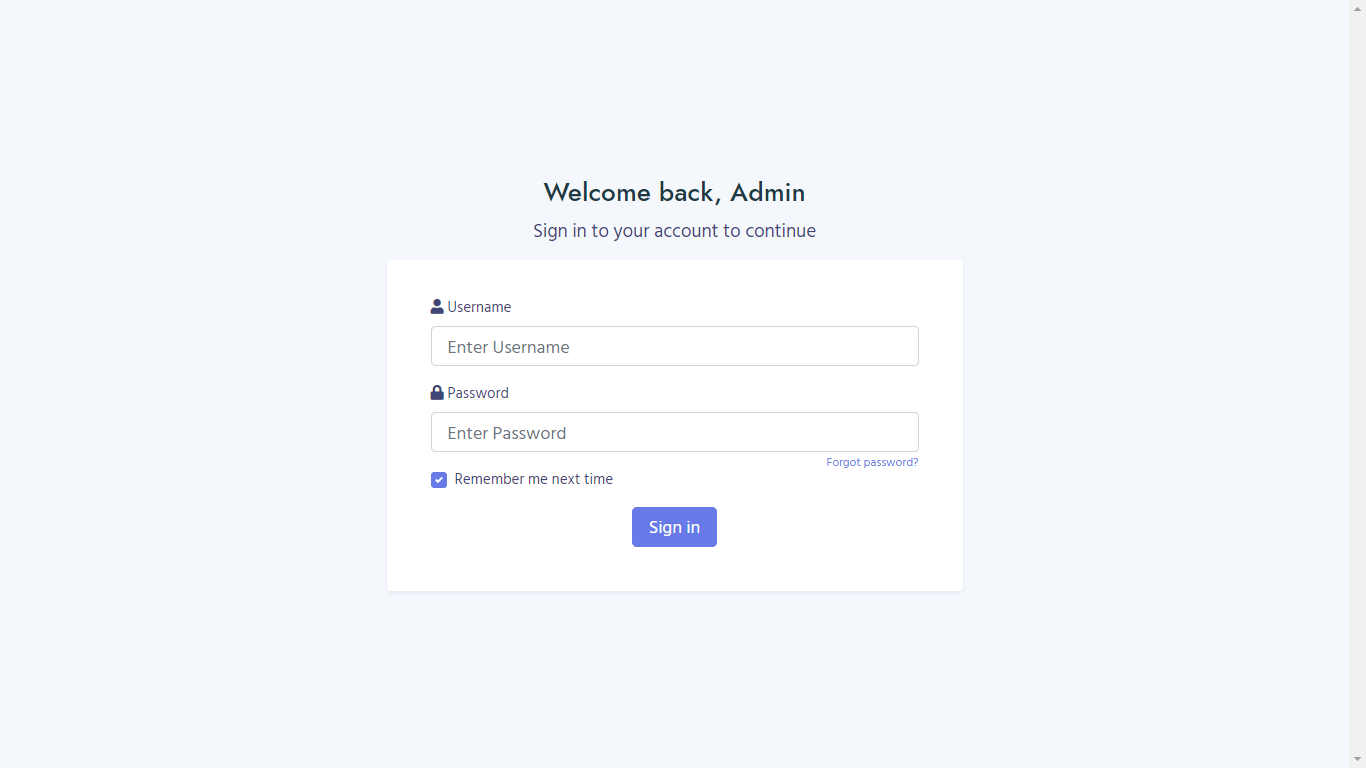 Welcome back, Admin
Sign in to your account to continue
Username
Enter Username
Password
Enter Password
Forgot password?
Remember me next time
Sign in